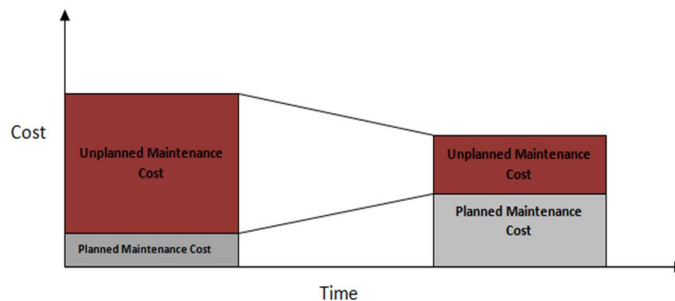 Cost
Unplanned Maintenance
Cost
Planned Maintenance Cost
Unplanned Maintenance
Cost
Planned Maintenance
Cost
Time